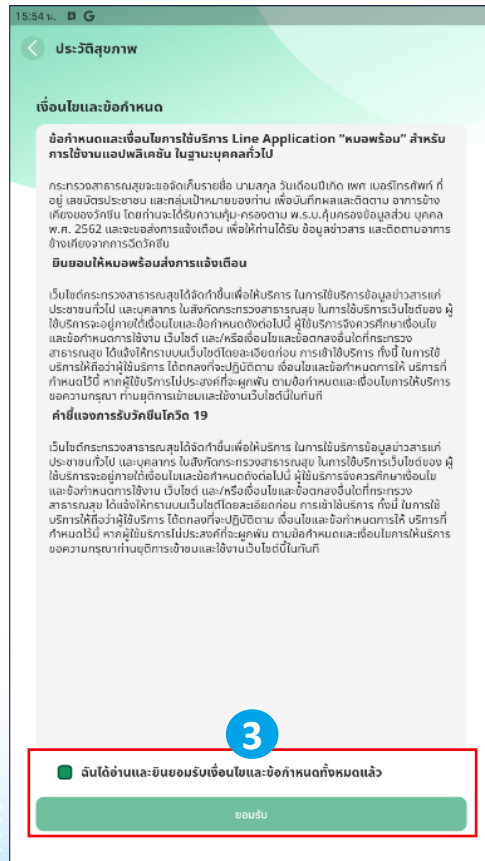 15:54 น. G
ประวัติสุขภาพ
เงื่อนไขและข้อกำหนด
ข้อกำหนดและเงื่อนไขการใช้บริการ Line Application “หมอพร้อม” สำหรับ
การใช้งานแอปพลิเคชัน ในฐานะบุคคลทั่วไป
กระทรวงสาธารณสุขจะขอจัดเก็บรายชื่อ นามสกุล วันเดือนปีเกิด เพศ เบอร์โทรศัพท์ ที่
อยู่ เลขบัตรประชาชน และกลุ่มเป้าหมายของท่าน เพื่อบันทึกผลและติดตาม อาการข้าง
เคียงของวัคซีน โดยท่านจะได้รับความคุ้ม-ครองตาม พ.ร.บ.คุ้มครองข้อมูลส่วน บุคคล
พ.ศ. 2562 และจะขอส่งการแจ้งเตือน เพื่อให้ท่านได้รับ ข้อมูลข่าวสาร และติดตามอาการ
ข้างเคียงจากการฉีดวัคซีน
ยินยอมให้หมอพร้อมส่งการแจ้งเตือน
เว็บไซต์กระทรวงสาธารณสุขได้จัดทำขึ้นเพื่อให้บริการ ในการใช้บริการข้อมูลข่าวสารแก่
ประชาชนทั่วไป และบุคลากร ในสังกัดกระทรวงสาธารณสุข ในการใช้บริการเว็บไซต์ของ ผู้
ใช้บริการจะอยู่ภายใต้เงื่อนไขและข้อกำหนดดังต่อไปนี้ ผู้ใช้บริการจึงควรศึกษาเงื่อนไข
และข้อกำหนดการใช้งาน เว็บไซต์ และ/หรือเงื่อนไขและข้อตกลงอื่นใดที่กระทรวง
สาธารณสุข ได้แจ้งให้ทราบบนเว็บไซต์โดยละเอียดก่อน การเข้าใช้บริการ ทั้งนี้ ในการใช้
บริการให้ถือว่าผู้ใช้บริการ ได้ตกลงที่จะปฏิบัติตาม เงื่อนไขและข้อกำหนดการให้ บริการที่
กำหนดไว้นี้ หากผู้ใช้บริการไม่ประสงค์ที่จะผูกพัน ตามข้อกำหนดและเงื่อนไขการให้บริการ
ขอความกรุณา ท่านยุติการเข้าชมและใช้งานเว็บไซต์นี้ในทันที
คำชี้แจงการรับวัคซีนโควิด 19
เว็บไซต์กระทรวงสาธารณสุขได้จัดทำขึ้นเพื่อให้บริการ ในการใช้บริการข้อมูลข่าวสารแก่
ประชาชนทั่วไป และบุคลากร ในสังกัดกระทรวงสาธารณสุข ในการใช้บริการเว็บไซต์ของ ผู้
ใช้บริการจะอยู่ภายใต้เงื่อนไขและข้อกำหนดดังต่อไปนี้ ผู้ใช้บริการจึงควรศึกษาเงื่อนไข
และข้อกำหนดการใช้งาน เว็บไซต์ และ/หรือเงื่อนไขและข้อตกลงอื่นใดที่กระทรวง
สาธารณสุข ได้แจ้งให้ทราบบนเว็บไซต์โดยละเอียดก่อน การเข้าใช้บริการ ทั้งนี้ ในการใช้
บริการให้ถือว่าผู้ใช้บริการ ได้ตกลงที่จะปฏิบัติตาม เงื่อนไขและข้อกำหนดการให้ บริการที่
กำหนดไว้นี้ หากผู้ใช้บริการไม่ประสงค์ที่จะผูกพัน ตามข้อกำหนดและเงื่อนไขการให้บริการ
ขอความกรุณาท่านยุติการเข้าชมและใช้งานเว็บไซต์นี้ในทันที
3
ฉันได้อ่านและยินยอมรับเงื่อนไขและข้อกำหนดทั้งหมดแล้ว
ยอมรับ